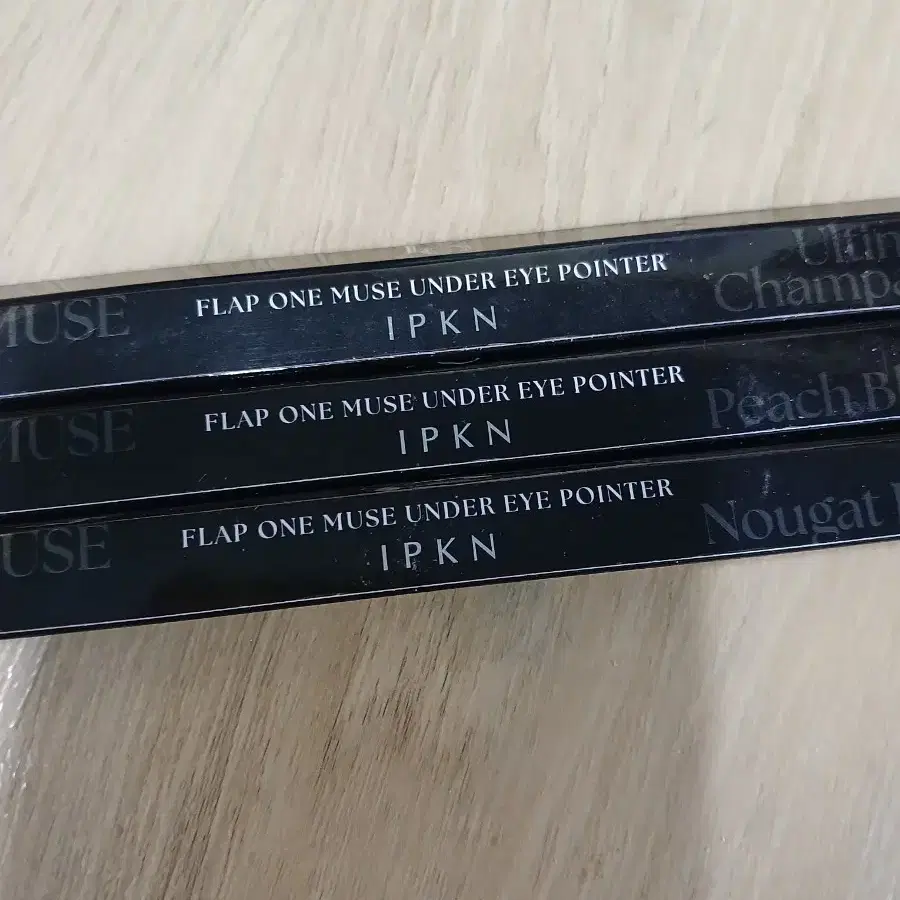 MUSE
FLAP ONE MUSE UNDER EYE POINTER
IPKN
MUSE
FLAP ONE MUSE UNDER EYE POINTER
IPKN
Peach
USE
FLAP ONE MUSE UNDER EYE POINTER
IPKN
Nougat